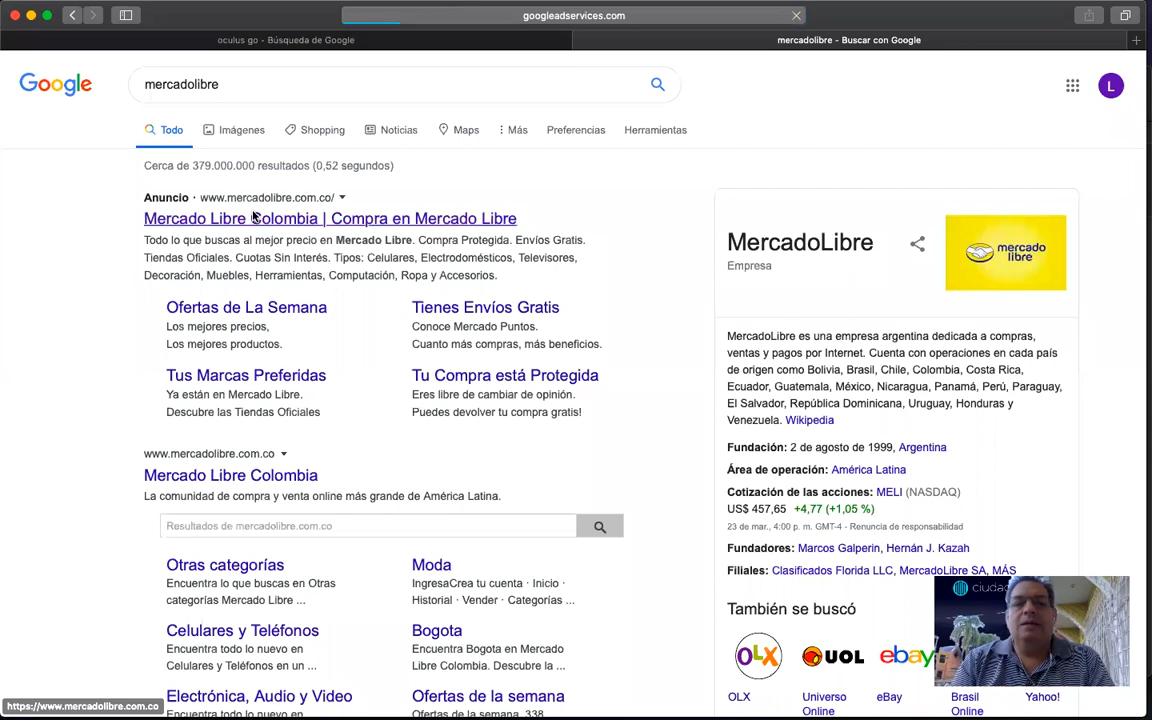 googleadservices.com
oculus go - Búsqueda de Google
mercadolibre - Buscar con Google
Google
mercadolibre
L
Todo
Imágenes
Shopping
Noticias
Maps
Más
Preferencias
Herramientas
Cerca de 379.000.000 resultados (0,52 segundos)
Anuncio · www.mercadolibre.com.co/
Mercado Libre Colombia | Compra en Mercado Libre
Todo lo que buscas al mejor precio en Mercado Libre. Compra Protegida. Envíos Gratis.
Tiendas Oficiales. Cuotas Sin Interés. Tipos: Celulares, Electrodomésticos, Televisores,
Decoración, Muebles, Herramientas, Computación, Ropa y Accesorios.
Ofertas de La Semana
Los mejores precios,
Los mejores productos.
Tienes Envíos Gratis
Conoce Mercado Puntos.
Cuanto más compras, más beneficios.
Tus Marcas Preferidas
Ya están en Mercado Libre.
Descubre las Tiendas Oficiales
Tu Compra está Protegida
Eres libre de cambiar de opinión.
Puedes devolver tu compra gratis!
www.mercadolibre.com.co
Mercado Libre Colombia
La comunidad de compra y venta online más grande de América Latina.
Resultados de mercadolibre.com.co
Otras categorías
Encuentra lo que buscas en Otras
categorías Mercado Libre ...
Moda
IngresaCrea tu cuenta · Inicio ·
Historial · Vender · Categorías ...
Celulares y Teléfonos
Encuentra todo lo nuevo en
Celulares y Teléfonos en un ...
Bogota
Encuentra Bogota en Mercado
Libre Colombia. Descubre la ...
Electrónica, Audio y Video
Encuentra todo lo nuevo en
Ofertas de la semana
Ofertas de la semana. 338
https://www.mercadolibre.com.co
MercadoLibre
Empresa
mercado
libre
MercadoLibre es una empresa argentina dedicada a compras,
ventas y pagos por Internet. Cuenta con operaciones en cada país
de origen como Bolivia, Brasil, Chile, Colombia, Costa Rica,
Ecuador, Guatemala, México, Nicaragua, Panamá, Perú, Paraguay,
El Salvador, República Dominicana, Uruguay, Honduras y
Venezuela. Wikipedia
Fundación: 2 de agosto de 1999, Argentina
Área de operación: América Latina
Cotización de las acciones: MELI (NASDAQ)
US$ 457,65 +4,77 (+1,05 %)
23 de mar., 4:00 p. m. GMT-4 - Renuncia de responsabilidad
Fundadores: Marcos Galperin, Hernán J. Kazah
Filiales: Clasificados Florida LLC, MercadoLibre SA, MÁS
También se buscó
OLX
UOL
ebay
OLX
Universo
Online
eBay
Brasil
Online
Yahoo!